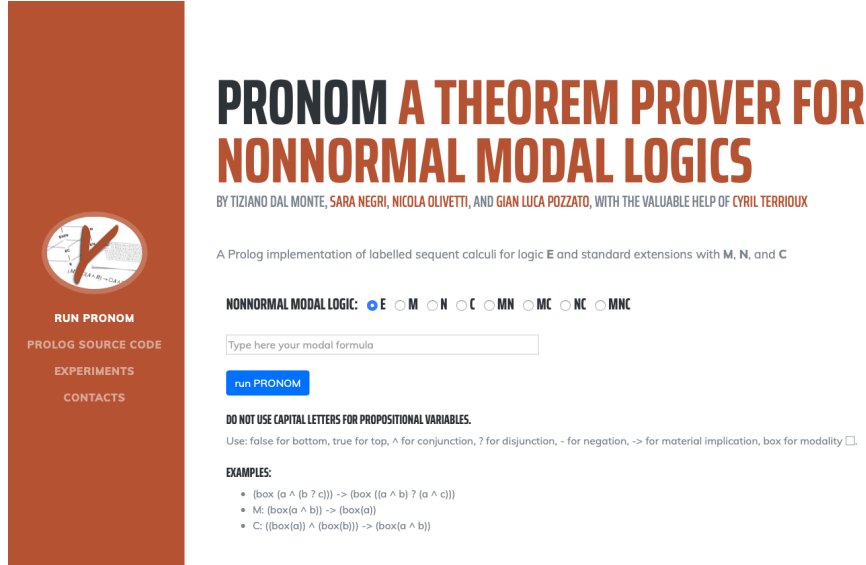 PRONOM A THEOREM PROVER FOR
NONNORMAL MODAL LOGICS
BY TIZIANO DAL MONTE, SARA NEGRI, NICOLA OLIVETTI, AND GIAN LUCA POZZATO, WITH THE VALUABLE HELP OF CYRIL TERRIOUX
A Prolog implementation of labelled sequent calculi for logic E and standard extensions with M, N, and C
RUN PRONOM
PROLOG SOURCE CODE
EXPERIMENTS
CONTACTS
NONNORMAL MODAL LOGIC: E M N C MN MC NC MNC
Type here your modal formula
run PRONOM
DO NOT USE CAPITAL LETTERS FOR PROPOSITIONAL VARIABLES.
Use: false for bottom, true for top, ^ for conjunction, ? for disjunction, - for negation, -> for material implication, box for modality □.
EXAMPLES:
• (box (a ^ (b ? c))) -> (box ((a ^ b) ? (a ^ c)))
• M: (box(a ^ b)) -> (box(a))
• C: ((box(a)) ^ (box(b))) -> (box(a ^ b))